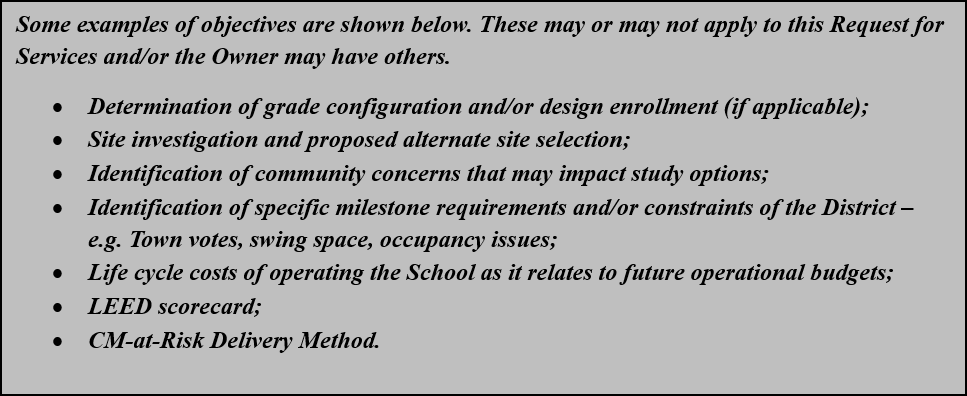 Some examples of objectives are shown below. These may or may not apply to this Request for
Services and/or the Owner may have others.
• Determination of grade configuration and/or design enrollment (if applicable);
• Site investigation and proposed alternate site selection;
• Identification of community concerns that may impact study options;
• Identification of specific milestone requirements and/or constraints of the District –
e.g. Town votes, swing space, occupancy issues;
• Life cycle costs of operating the School as it relates to future operational budgets;
• LEED scorecard;
• CM-at-Risk Delivery Method.